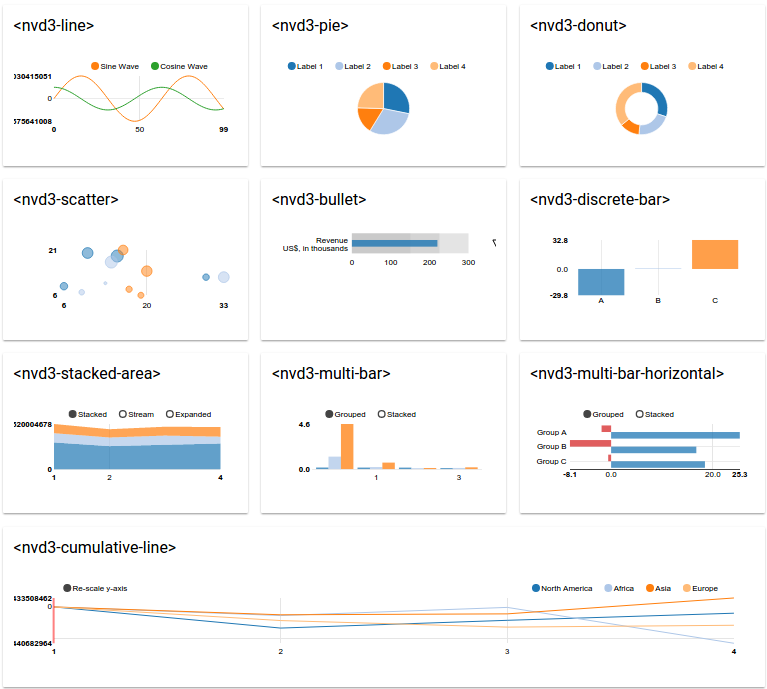 <nvd3-line>
Sine Wave Cosine Wave
330415051
0
575641008
0 50 99
<nvd3-pie>
Label 1 Label 2 Label 3 Label 4
<nvd3-donut>
Label 1 Label 2 Label 3 Label 4
<nvd3-scatter>
21
6
6 20 33
<nvd3-bullet>
Revenue
US$, in thousands
0 100 200 300
<nvd3-discrete-bar>
32.8
0.0
-29.8
A B C
<nvd3-stacked-area>
Stacked Stream Expanded
520004678
0
1 2 4
<nvd3-multi-bar>
Grouped Stacked
4.6
0.0
1 3
<nvd3-multi-bar-horizontal>
Grouped Stacked
Group A
Group B
Group C
-8.1 0.0 20.0 25.3
<nvd3-cumulative-line>
Re-scale y-axis North America Africa Asia Europe
433508462
0
440682964
1 2 3 4